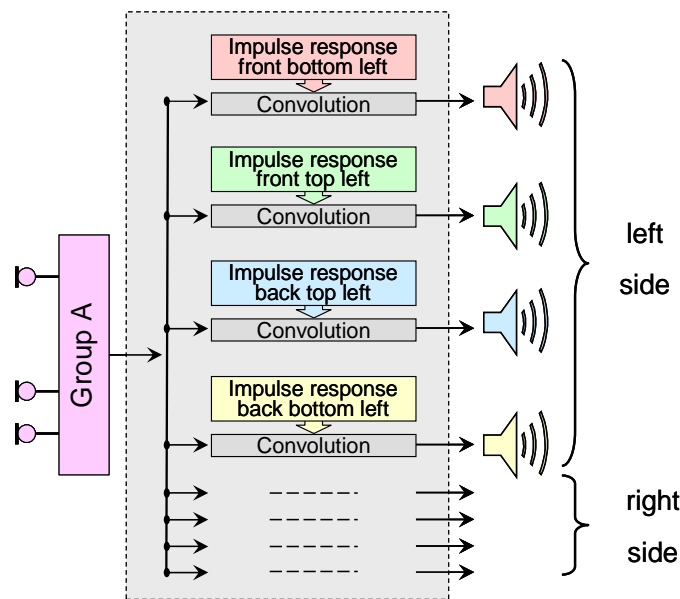 Impulse response
front bottom left
Convolution
Impulse response
front top left
Convolution
left
side
Group A
Impulse response
back top left
Convolution
Impulse response
back bottom left
Convolution
right
side